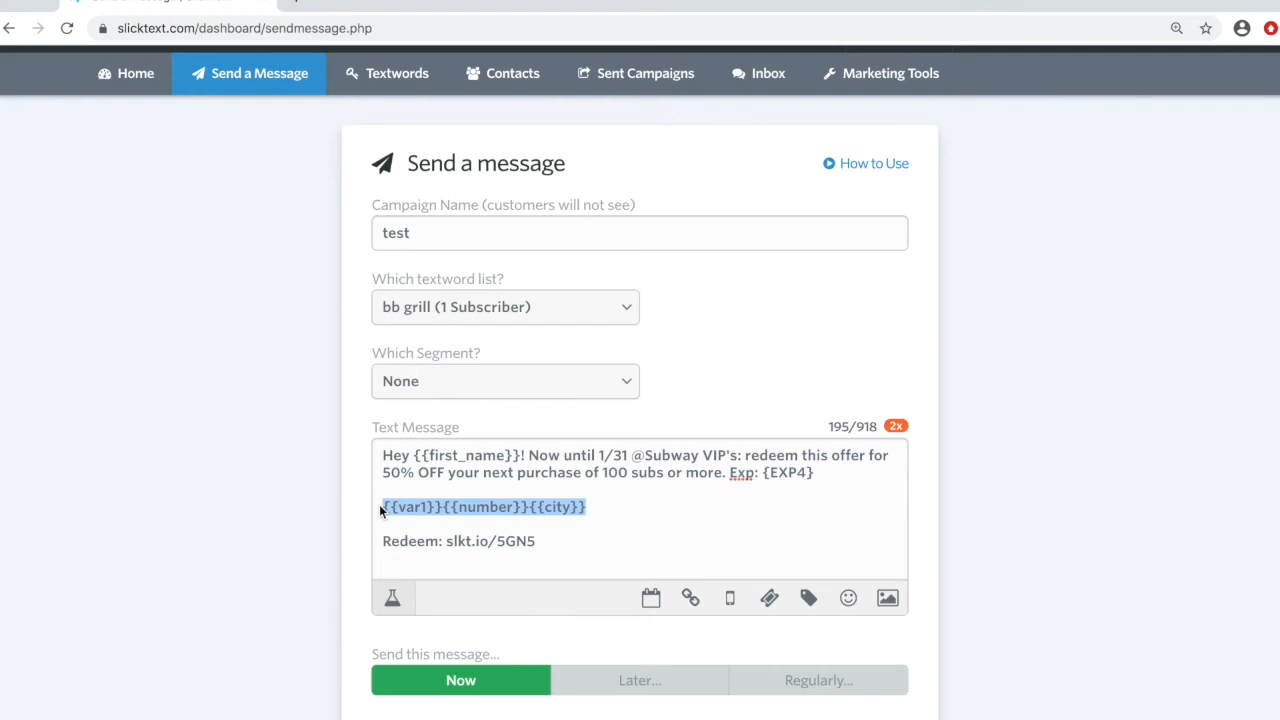 slicktext.com/dashboard/sendmessage.php
Home Send a Message Textwords Contacts Sent Campaigns Inbox Marketing Tools
Send a message
How to Use
Campaign Name (customers will not see)
test
Which textword list?
bb grill (1 Subscriber)
Which Segment?
None
Text Message
195/918 2x
Hey {{first_name}}! Now until 1/31 @Subway VIP's: redeem this offer for
50% OFF your next purchase of 100 subs or more. Exp: {EXP4}
{{var1}}{{number}}{{city}}
Redeem: slkt.io/5GN5
Send this message...
Now Later... Regularly...